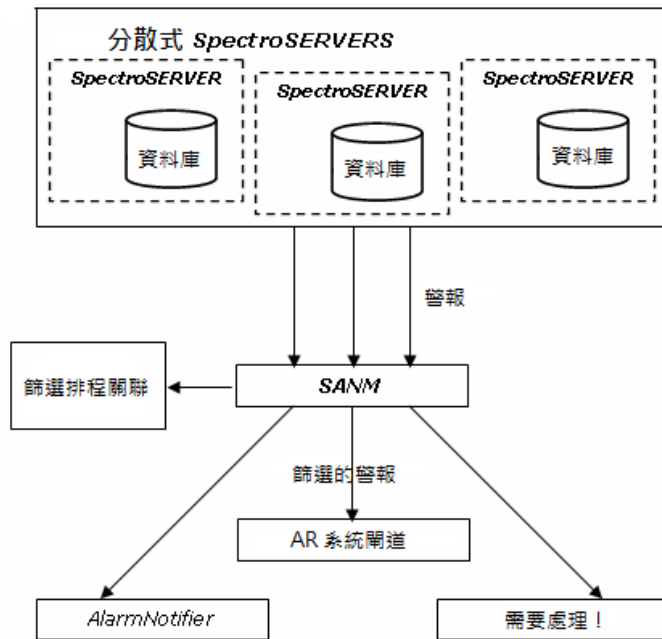 分散式 SpectroSERVERS
SpectroSERVER
SpectroSERVER
SpectroSERVER
資料庫
資料庫
資料庫
警報
篩選排程關聯
SANM
篩選的警報
AR 系統閘道
AlarmNotifier
需要處理！